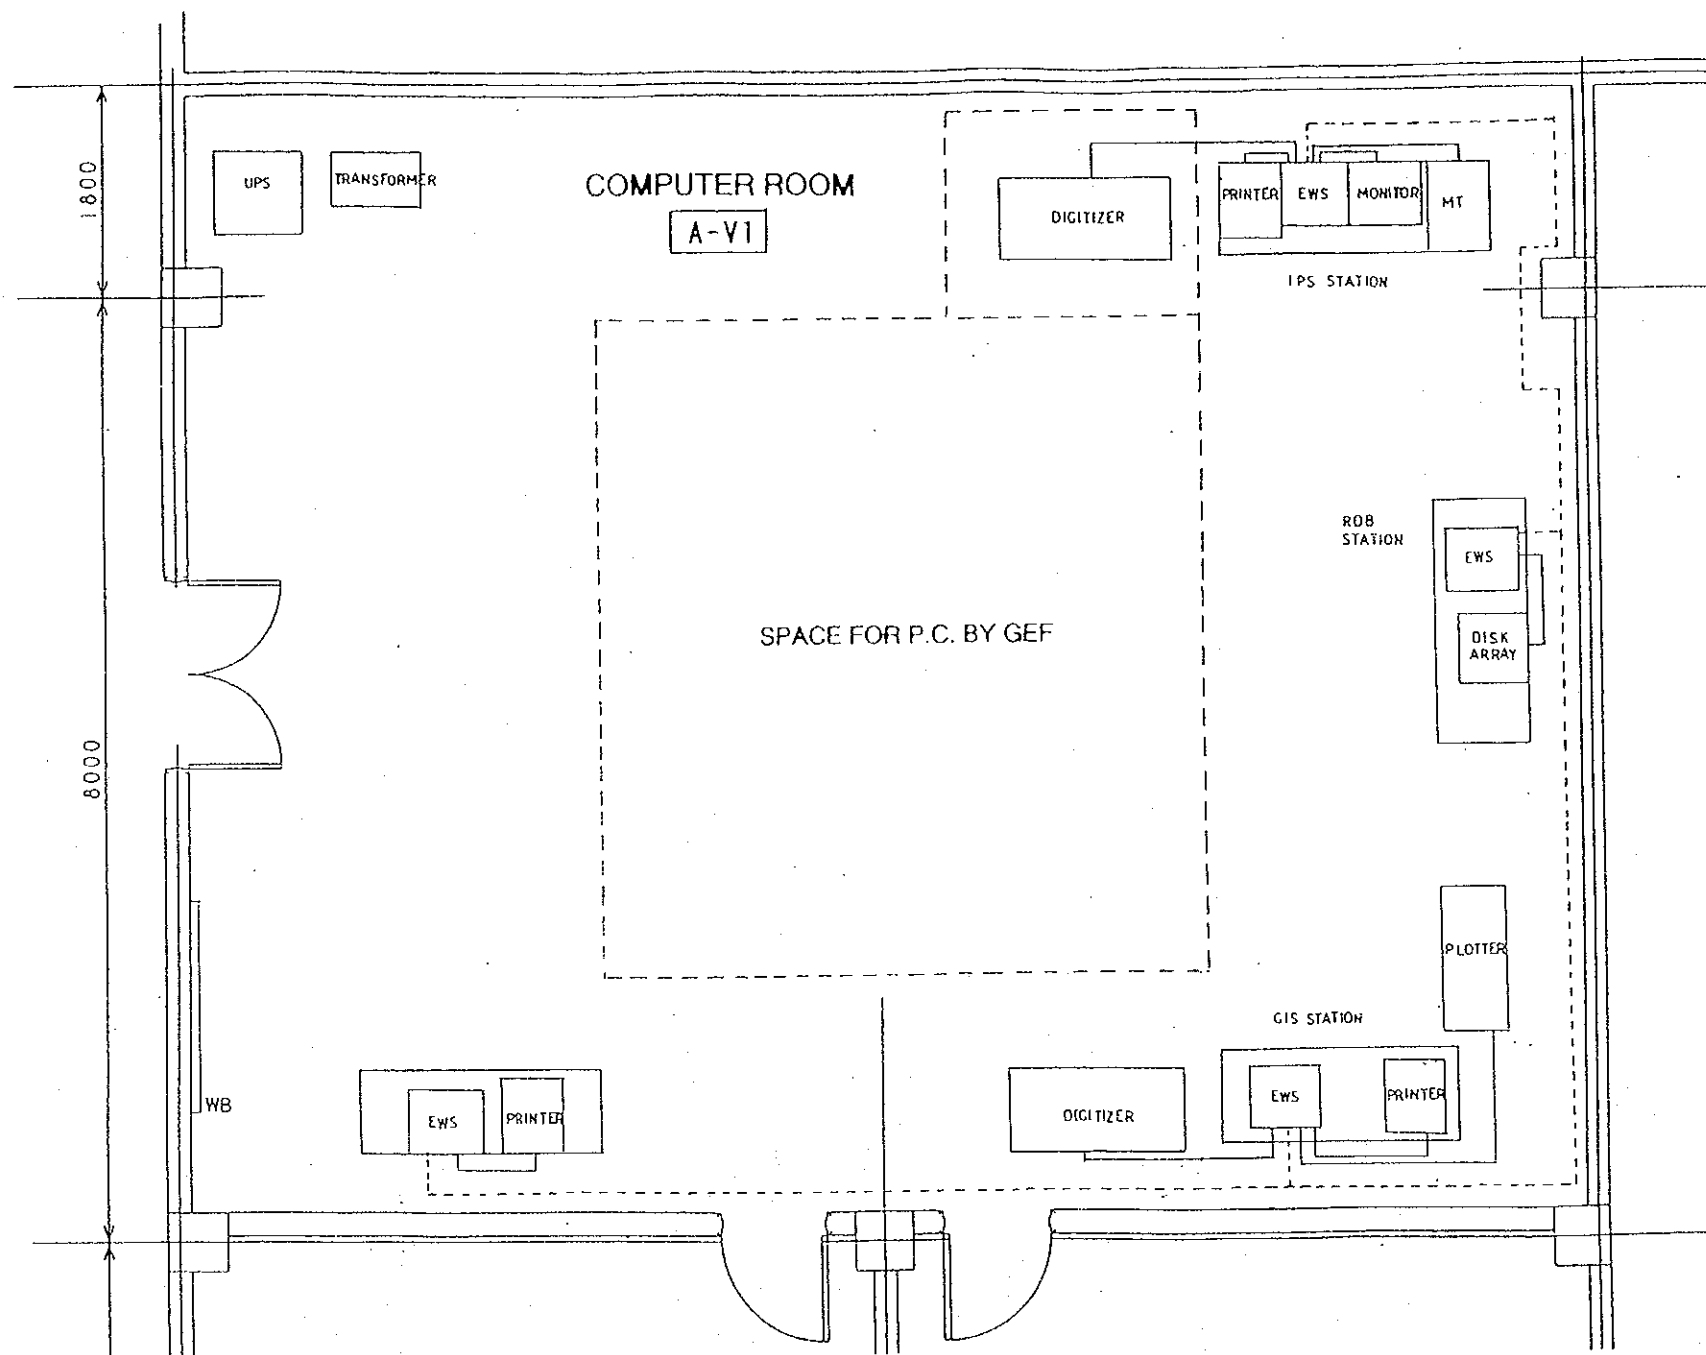 1800
UPS
TRANSFORMER
COMPUTER ROOM
A-V1
DIGITIZER
PRINTER
EWS
MONITOR
MT
IPS STATION
ROB
STATION
EWS
DISK
ARRAY
SPACE FOR P.C. BY GEF
8000
PLOTTER
GIS STATION
WB
EWS
PRINTER
DIGITIZER
EWS
PRINTER